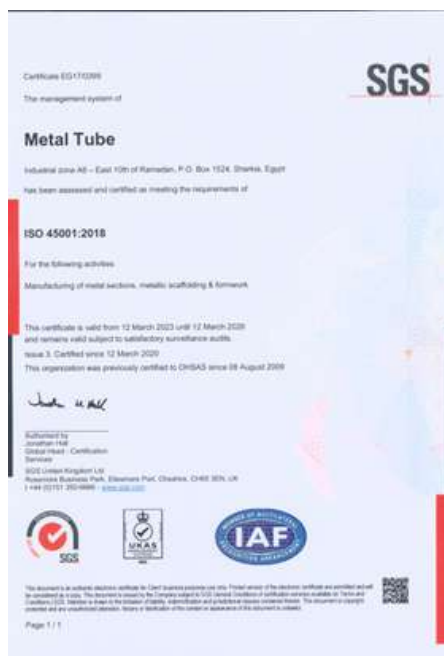 Certificate EG17/0399
SGS
The management system of
Metal Tube
Industrial zone A6 – East 10th of Ramadan, P.O. Box 1524, Sharkia, Egypt
has been assessed and certified as meeting the requirements of
ISO 45001:2018
For the following activities
Manufacturing of metal sections, metallic scaffolding & formwork
This certificate is valid from 12 March 2023 until 12 March 2026
and remains valid subject to satisfactory surveillance audits.
Issue 3. Certified since 12 March 2020
This organization was previously certified to OHSAS since 08 August 2009
Authorised by
Jonathan Hall
Global Head - Certification
Services
SGS United Kingdom Ltd
Rossmore Business Park, Ellesmere Port, Cheshire, CH65 3EN, UK
SGS
UKAS
IAF
Page 1 / 1